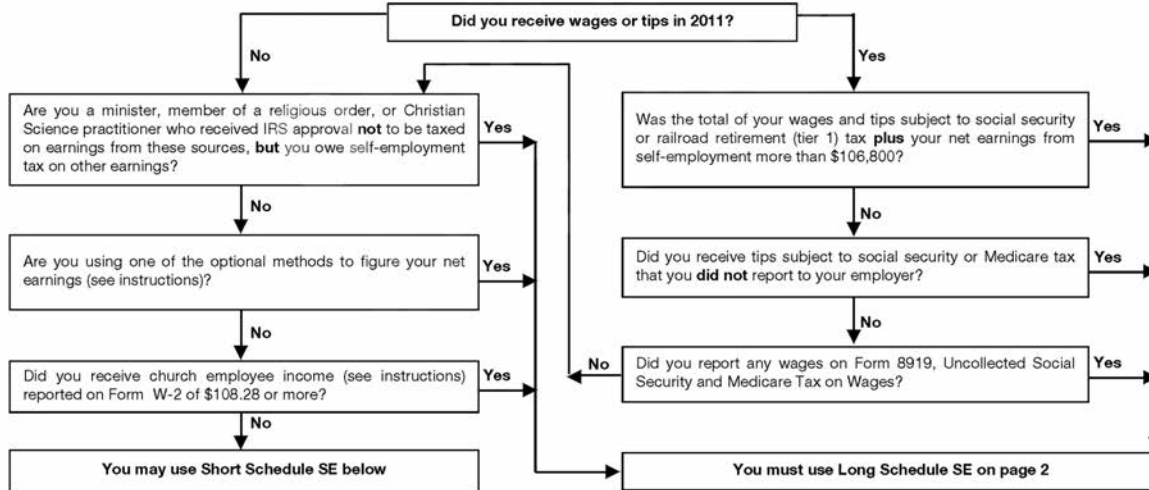 Did you receive wages or tips in 2011?
No
Yes
Are you a minister, member of a religious order, or Christian
Science practitioner who received IRS approval not to be taxed
on earnings from these sources, but you owe self-employment
tax on other earnings?
Yes
Was the total of your wages and tips subject to social security
or railroad retirement (tier 1) tax plus your net earnings from
self-employment more than $106,800?
Yes
No
No
Are you using one of the optional methods to figure your net
earnings (see instructions)?
Yes
Did you receive tips subject to social security or Medicare tax
that you did not report to your employer?
Yes
No
No
Did you receive church employee income (see instructions)
reported on Form W-2 of $108.28 or more?
Yes
No
Did you report any wages on Form 8919, Uncollected Social
Security and Medicare Tax on Wages?
Yes
No
You may use Short Schedule SE below
You must use Long Schedule SE on page 2